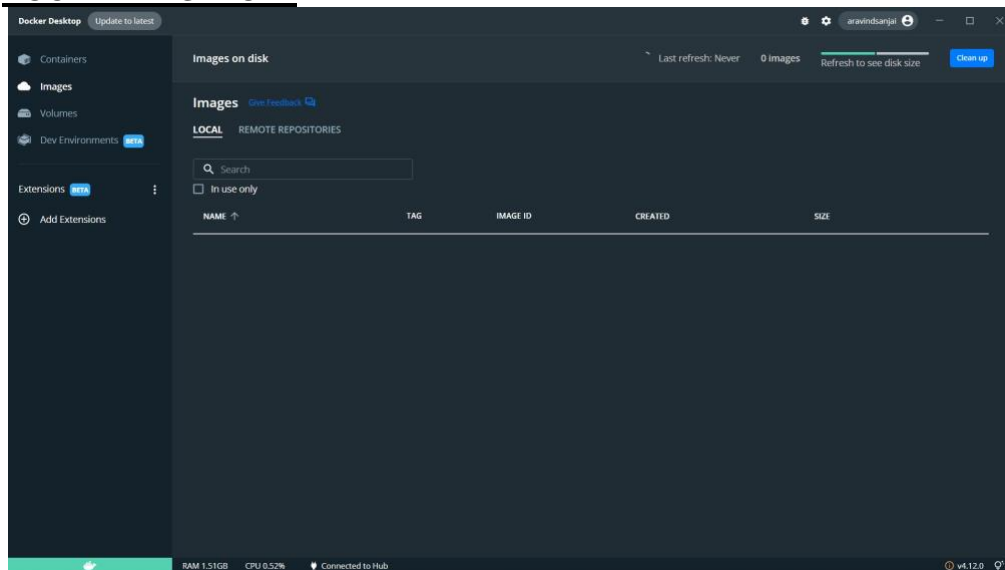 Docker Desktop Update to latest aravindsanjai
Containers
Images
Volumes
Dev Environments BETA
Extensions BETA
Add Extensions
Images on disk Last refresh: Never 0 images Refresh to see disk size Clean up
Images Give Feedback
LOCAL REMOTE REPOSITORIES
Search
In use only
NAME TAG IMAGE ID CREATED SIZE
RAM 1.51GB CPU 0.52% Connected to Hub v4.12.0